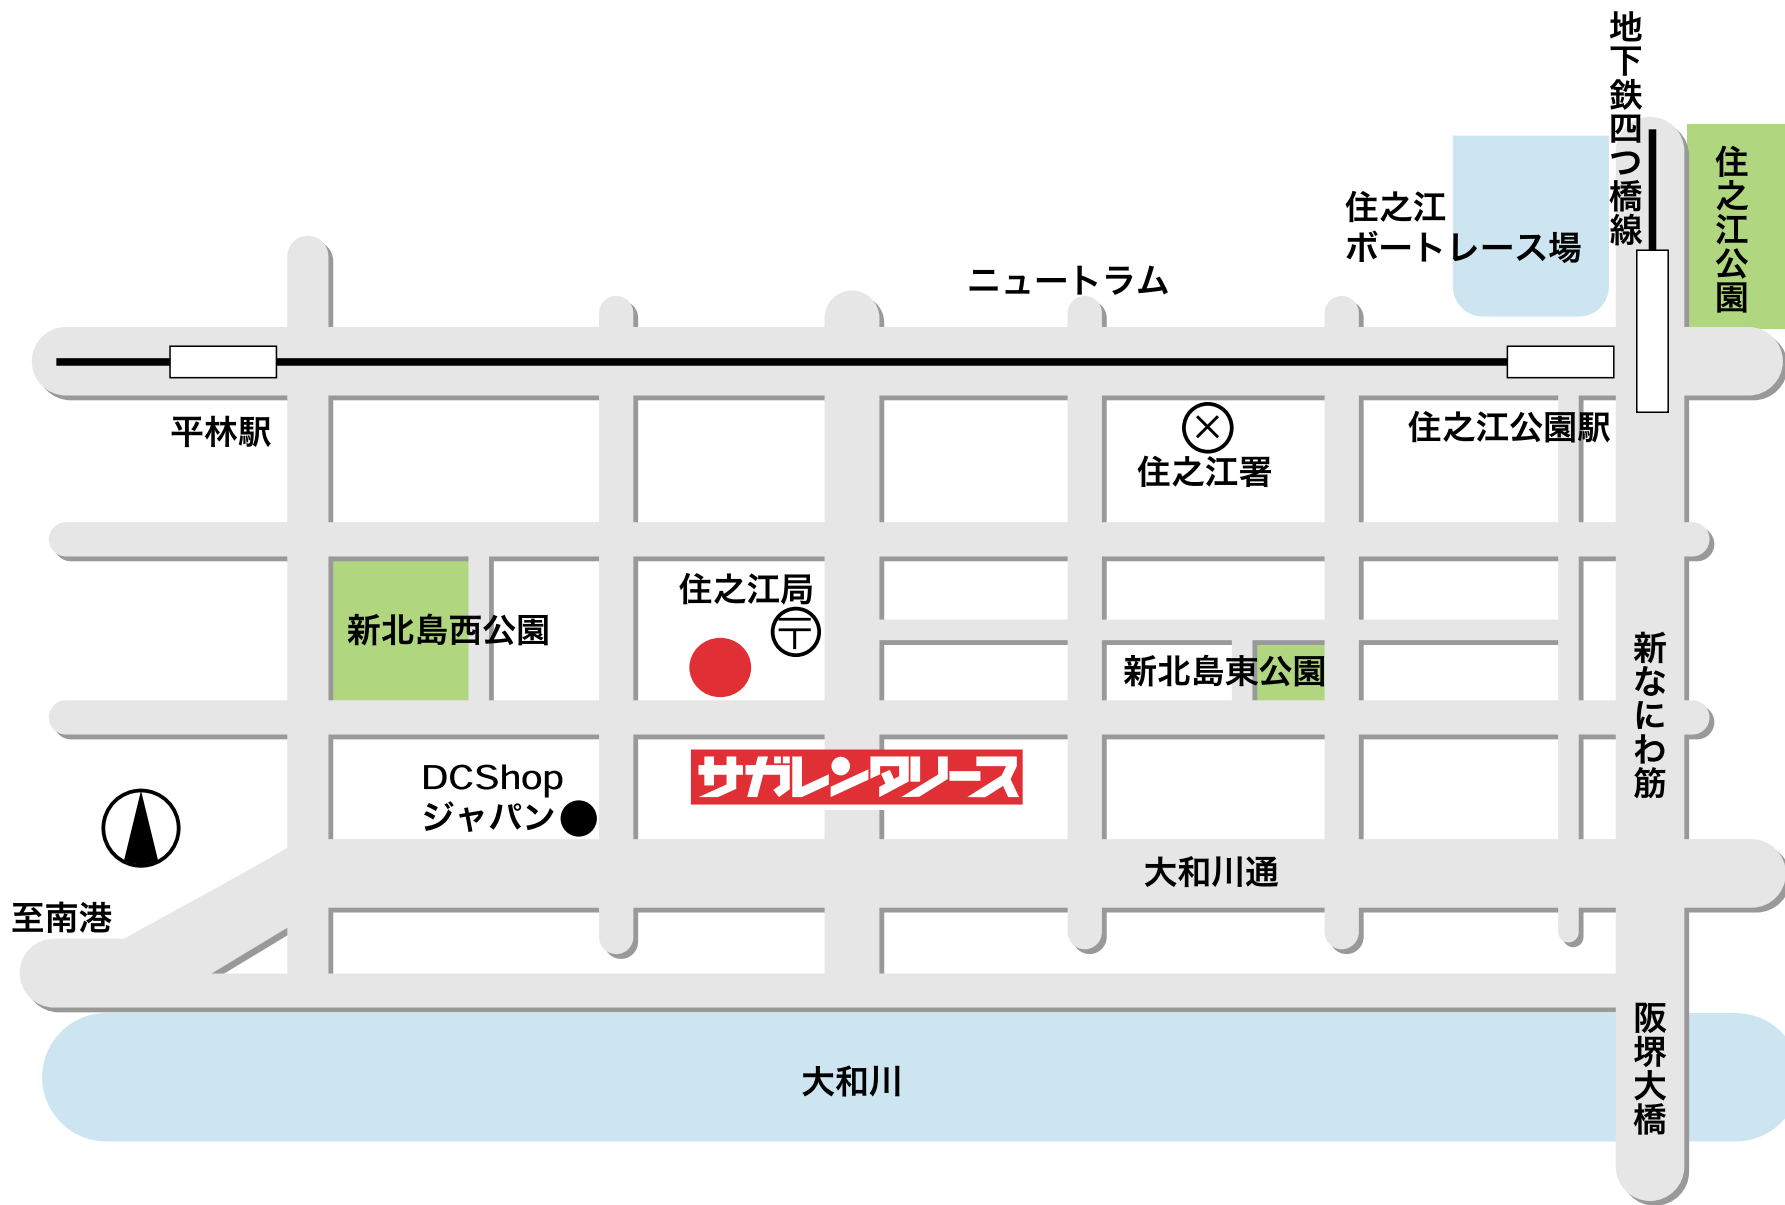 地下鉄四つ橋線
住之江公園
住之江
ボートレース場
ニュートラム
平林駅
住之江公園駅
住之江署
住之江局
新北島西公園
新北島東公園
新なにわ筋
サガレンタリース
DCShop
ジャパン
大和川通
至南港
阪堺大橋
大和川